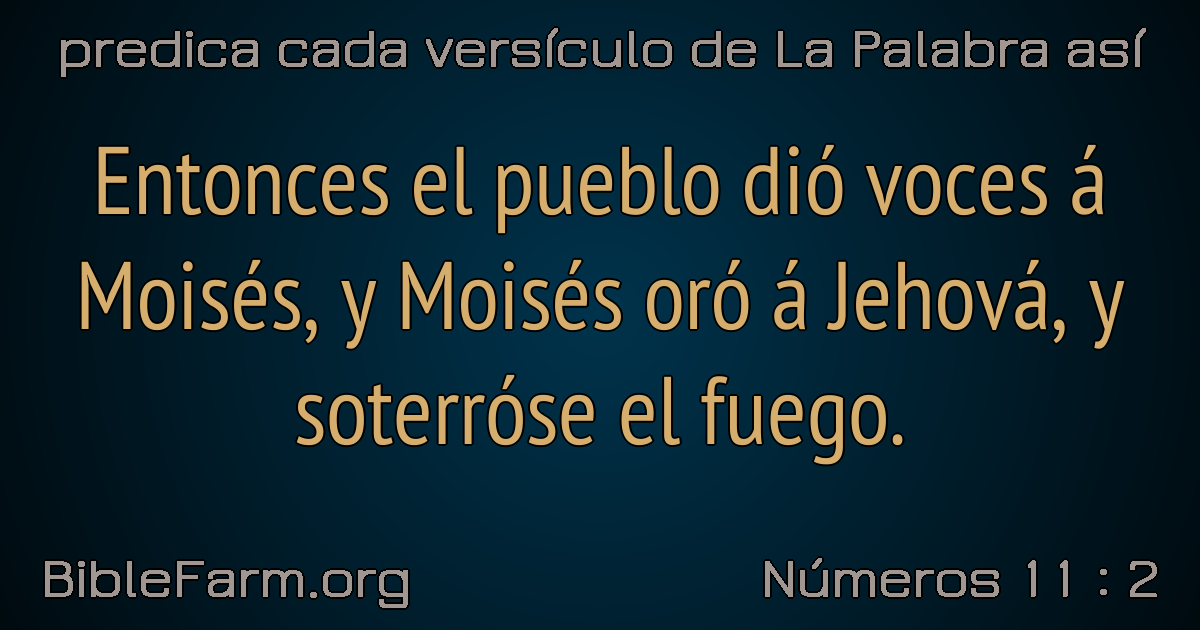 predica cada versículo de La Palabra así
Entonces el pueblo dió voces á
Moisés, y Moisés oró á Jehová, y
soterróse el fuego.
BibleFarm.org
Números 11 : 2